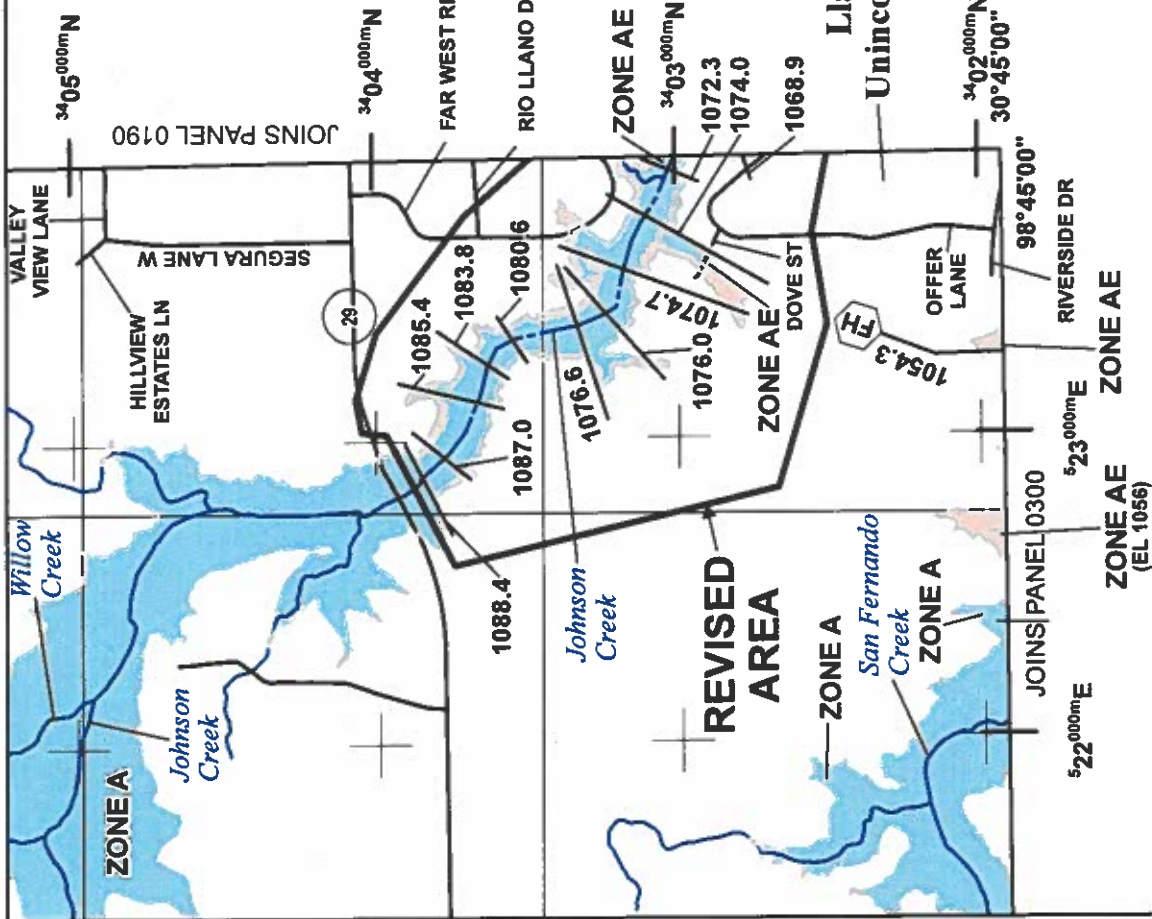 VALLEY
VIEW LANE
³⁴05⁰⁰⁰ᵐN
JOINS PANEL 0190
HILLVIEW
ESTATES LN
SEGURA LANE W
³⁴04⁰⁰⁰ᵐN
29
FAR WEST
RIO LLANO
Willow
Creek
Johnson
Creek
ZONE A
1088.4
1087.0
1085.4
1083.8
1080.6
1076.6
1076.0
1074.7
ZONE AE
³⁴03⁰⁰⁰ᵐN
1072.3
1074.0
1068.9
Johnson
Creek
ZONE AE
DOVE ST
REVISED
AREA
FH
1054.3
OFFER
LANE
³⁴02⁰⁰⁰ᵐN
30°45'00"
98°45'00"
RIVERSIDE DR
ZONE A
San Fernando
Creek
ZONE A
JOINS PANEL 0300
⁵22⁰⁰⁰ᵐE
⁵23⁰⁰⁰ᵐE
ZONE AE
(EL 1056)
ZONE AE